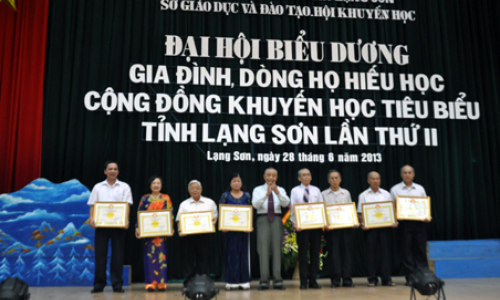 LẠNG SƠN
SỞ GIÁO DỤC VÀ ĐÀO TẠO, HỘI KHUYẾN HỌC
ĐẠI HỘI BIỂU DƯƠNG
GIA ĐÌNH, DÒNG HỌ HIẾU HỌC
CỘNG ĐỒNG KHUYẾN HỌC TIÊU BIỂU
TỈNH LẠNG SƠN LẦN THỨ II
Lạng Sơn, ngày 28 tháng 6 năm 2013